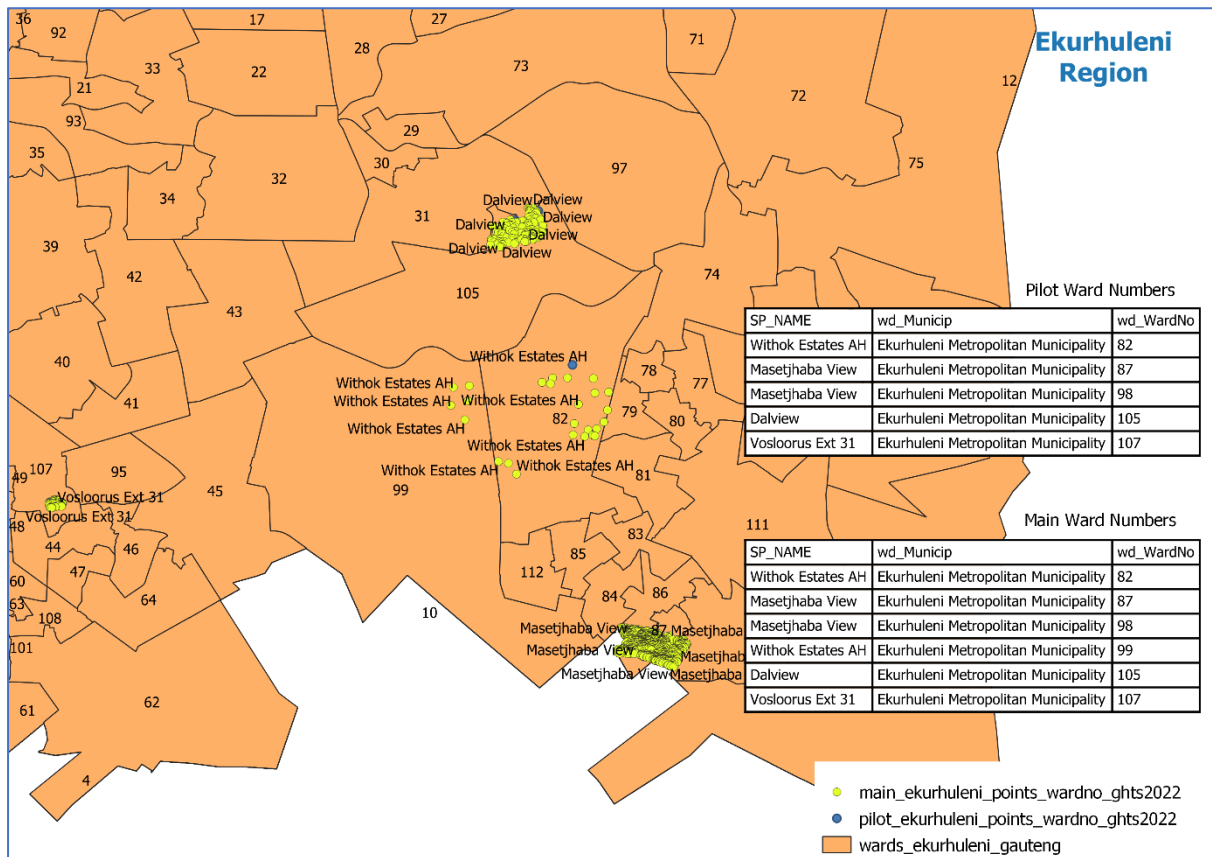 36
92
17
27
28
33
22
71
Ekurhuleni
Region
12
73
72
21
93
29
35
30
97
75
32
34
Dalview Dalview
31
Dalview
Dalview
39
Dalview
Dalview Dalview
42
74
105
43
Pilot Ward Numbers
SP_NAME wd_Municip wd_WardNo
Withok Estates AH Ekurhuleni Metropolitan Municipality 82
Masetjhaba View Ekurhuleni Metropolitan Municipality 87
Masetjhaba View Ekurhuleni Metropolitan Municipality 98
Dalview Ekurhuleni Metropolitan Municipality 105
Vosloorus Ext 31 Ekurhuleni Metropolitan Municipality 107
40
Withok Estates AH
78
77
41
Withok Estates AH
Withok Estates AH Withok Estates AH
82
79
80
Withok Estates AH
Withok Estates AH
107
95
49
Withok Estates AH Withok Estates AH
81
45
99
Vosloorus Ext 31
Vosloorus Ext 31
48
111
44
46
83
85
47
112
60
64
84
86
63
108
10
Main Ward Numbers
SP_NAME wd_Municip wd_WardNo
Withok Estates AH Ekurhuleni Metropolitan Municipality 82
Masetjhaba View Ekurhuleni Metropolitan Municipality 87
Masetjhaba View Ekurhuleni Metropolitan Municipality 98
Withok Estates AH Ekurhuleni Metropolitan Municipality 99
Dalview Ekurhuleni Metropolitan Municipality 105
Vosloorus Ext 31 Ekurhuleni Metropolitan Municipality 107
Masetjhaba View 87 Masetjhaba
101
Masetjhaba View Masetjhab
Masetjhaba View Masetjhab
62
61
4
main_ekurhuleni_points_wardno_ghts2022
pilot_ekurhuleni_points_wardno_ghts2022
wards_ekurhuleni_gauteng